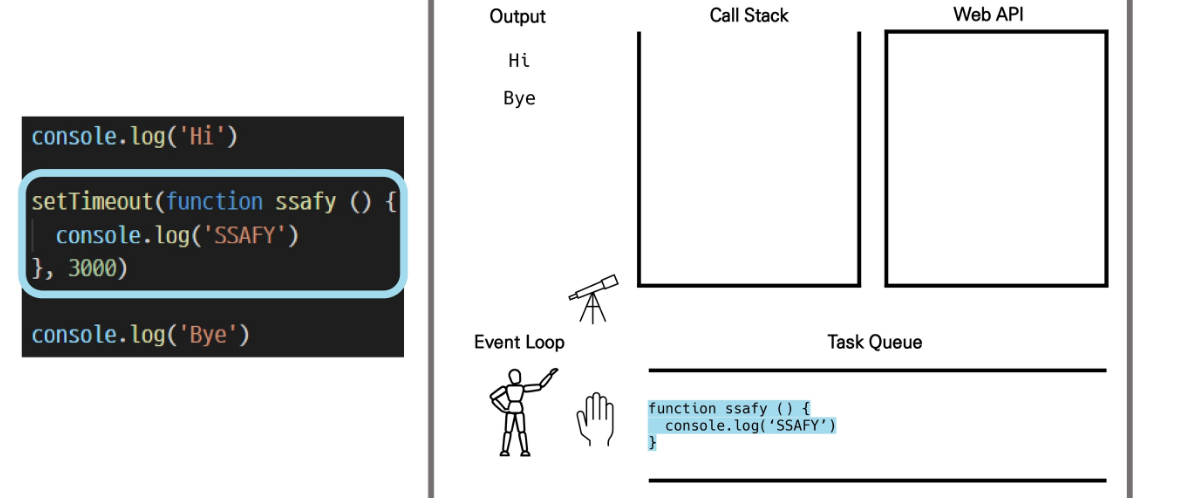 console.log('Hi')
setTimeout(function ssafy () {
  console.log('SSAFY')
}, 3000)
console.log('Bye')
Output
Hi
Bye
Call Stack
Web API
Event Loop
Task Queue
function ssafy () {
  console.log(‘SSAFY’)
}